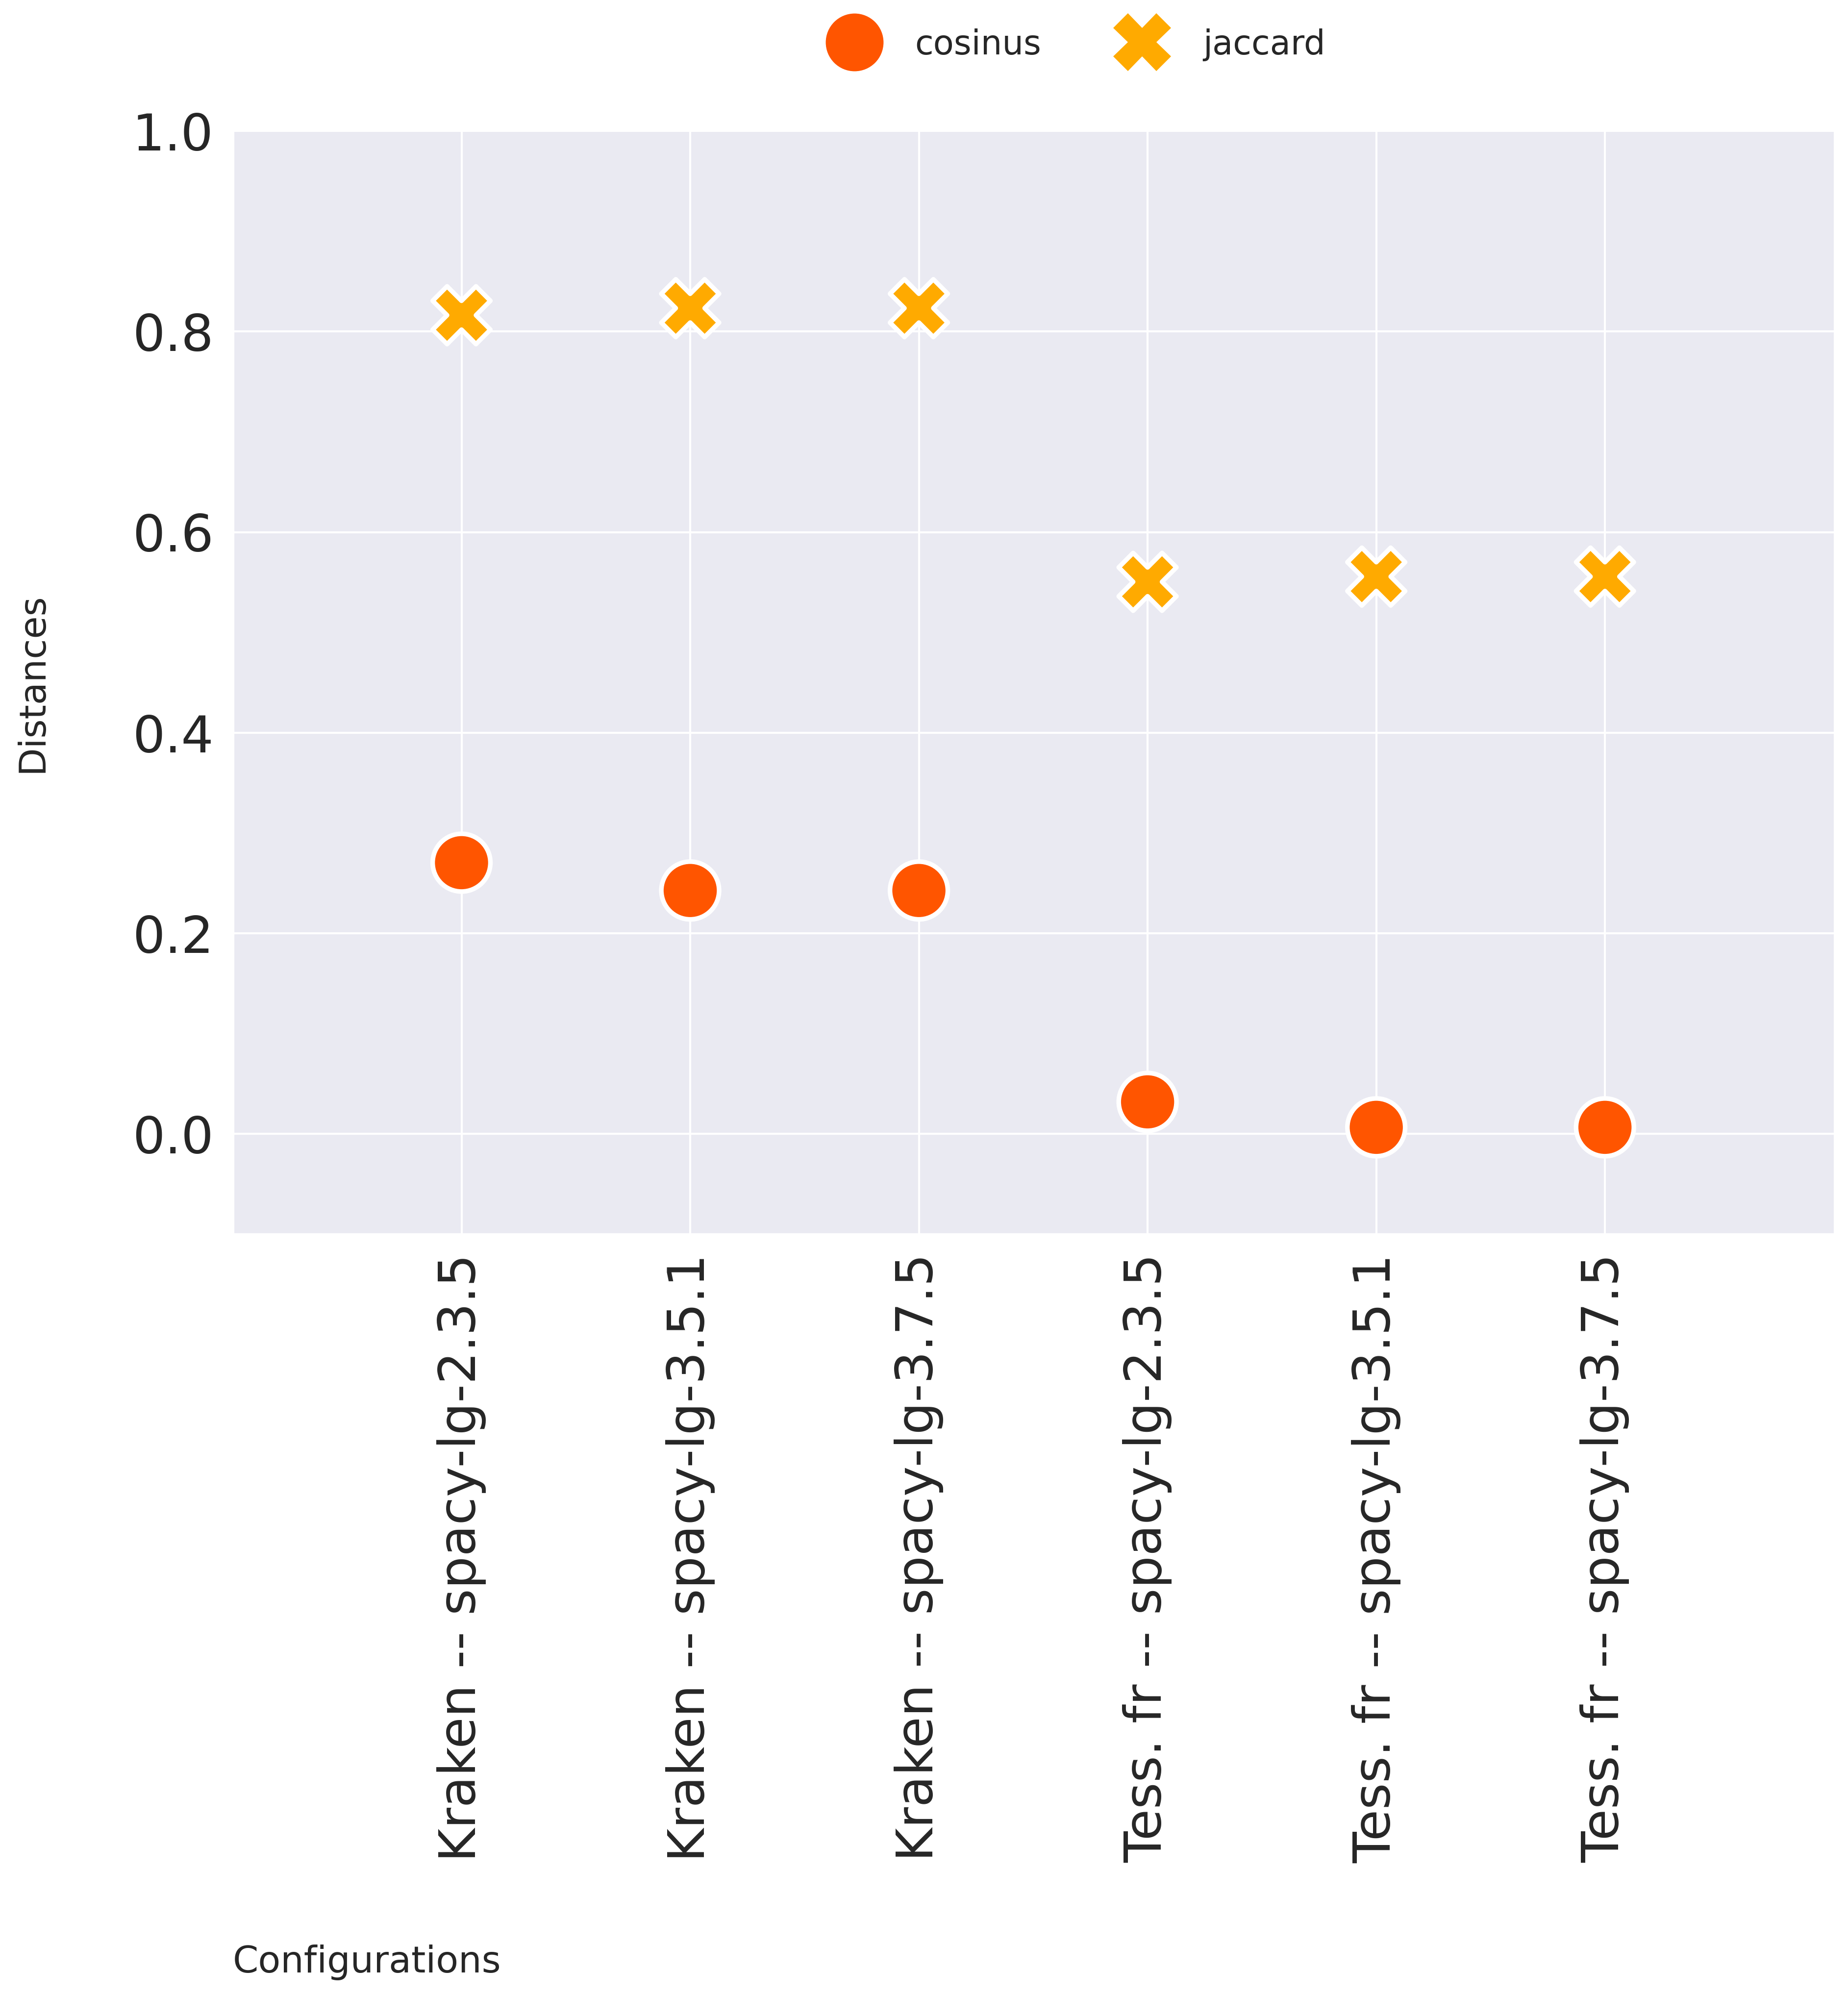 cosinus
jaccard
1.0
0.8
0.6
0.4
0.2
0.0
Distances
Kraken -- spacy-lg-2.3.5
Kraken -- spacy-lg-3.5.1
Kraken -- spacy-lg-3.7.5
Tess. fr -- spacy-lg-2.3.5
Tess. fr -- spacy-lg-3.5.1
Tess. fr -- spacy-lg-3.7.5
Configurations